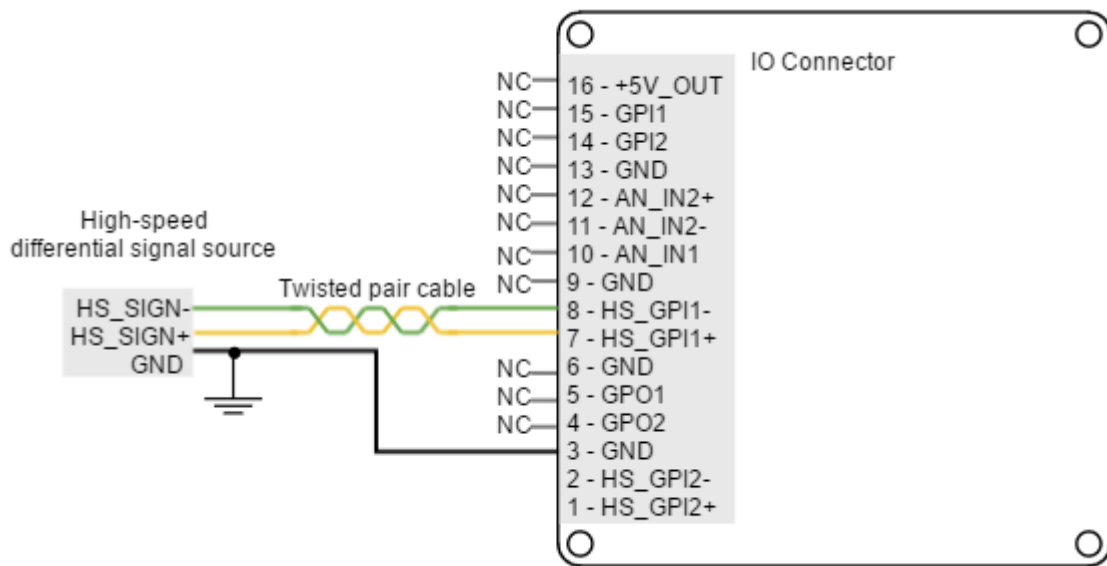 IO Connector
NC 16 - +5V_OUT
NC 15 - GPI1
NC 14 - GPI2
NC 13 - GND
NC 12 - AN_IN2+
NC 11 - AN_IN2-
NC 10 - AN_IN1
NC 9 - GND
High-speed
differential signal source
Twisted pair cable
HS_SIGN- 8 - HS_GPI1-
HS_SIGN+ 7 - HS_GPI1+
GND
NC 6 - GND
NC 5 - GPO1
NC 4 - GPO2
3 - GND
2 - HS_GPI2-
1 - HS_GPI2+